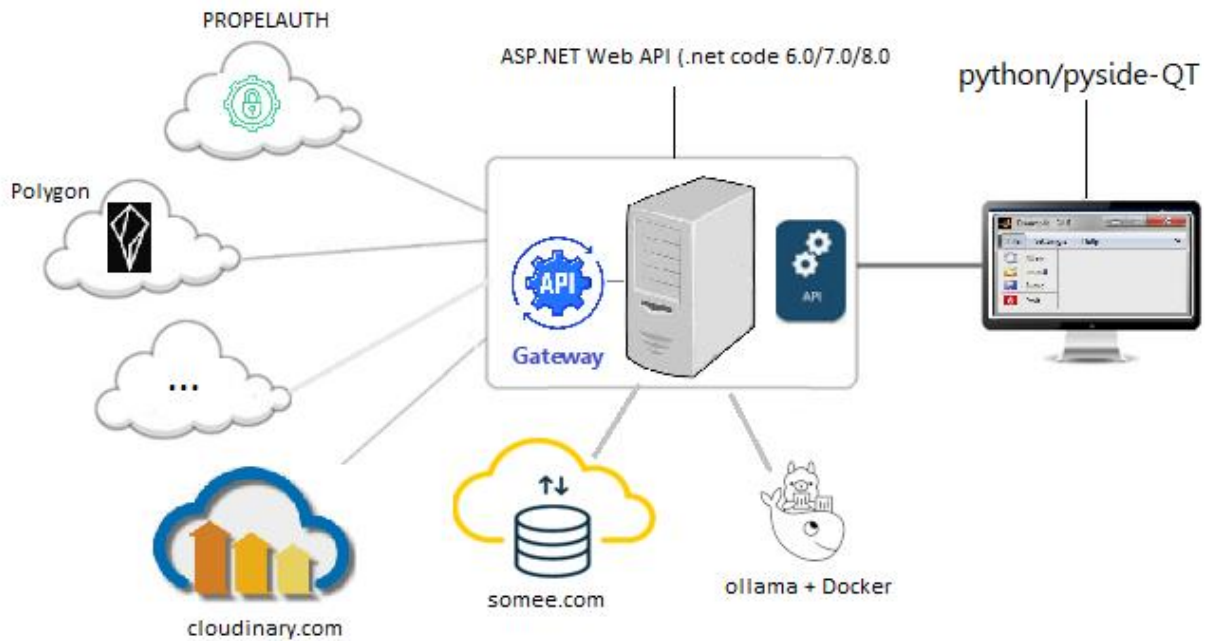 PROPELAUTH
ASP.NET Web API (.net code 6.0/7.0/8.0
python/pyside-QT
Polygon
API
Gateway
API
Help
...
somee.com
ollama + Docker
cloudinary.com